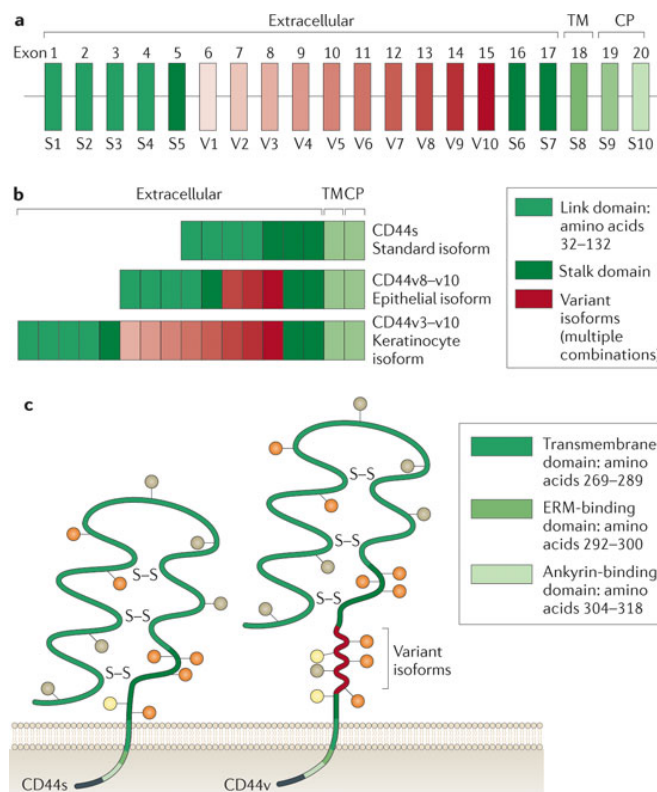 a
Extracellular TM CP
Exon 1 2 3 4 5 6 7 8 9 10 11 12 13 14 15 16 17 18 19 20
S1 S2 S3 S4 S5 V1 V2 V3 V4 V5 V6 V7 V8 V9 V10 S6 S7 S8 S9 S10
b
Extracellular TM CP
CD44s
Standard isoform
CD44v8–v10
Epithelial isoform
CD44v3–v10
Keratinocyte
isoform
Link domain:
amino acids
32–132
Stalk domain
Variant
isoforms
(multiple
combinations)
c
S–S
S–S
S–S
CD44s
S–S
S–S
S–S
Variant
isoforms
CD44v
Transmembrane
domain: amino
acids 269–289
ERM-binding
domain: amino
acids 292–300
Ankyrin-binding
domain: amino
acids 304–318